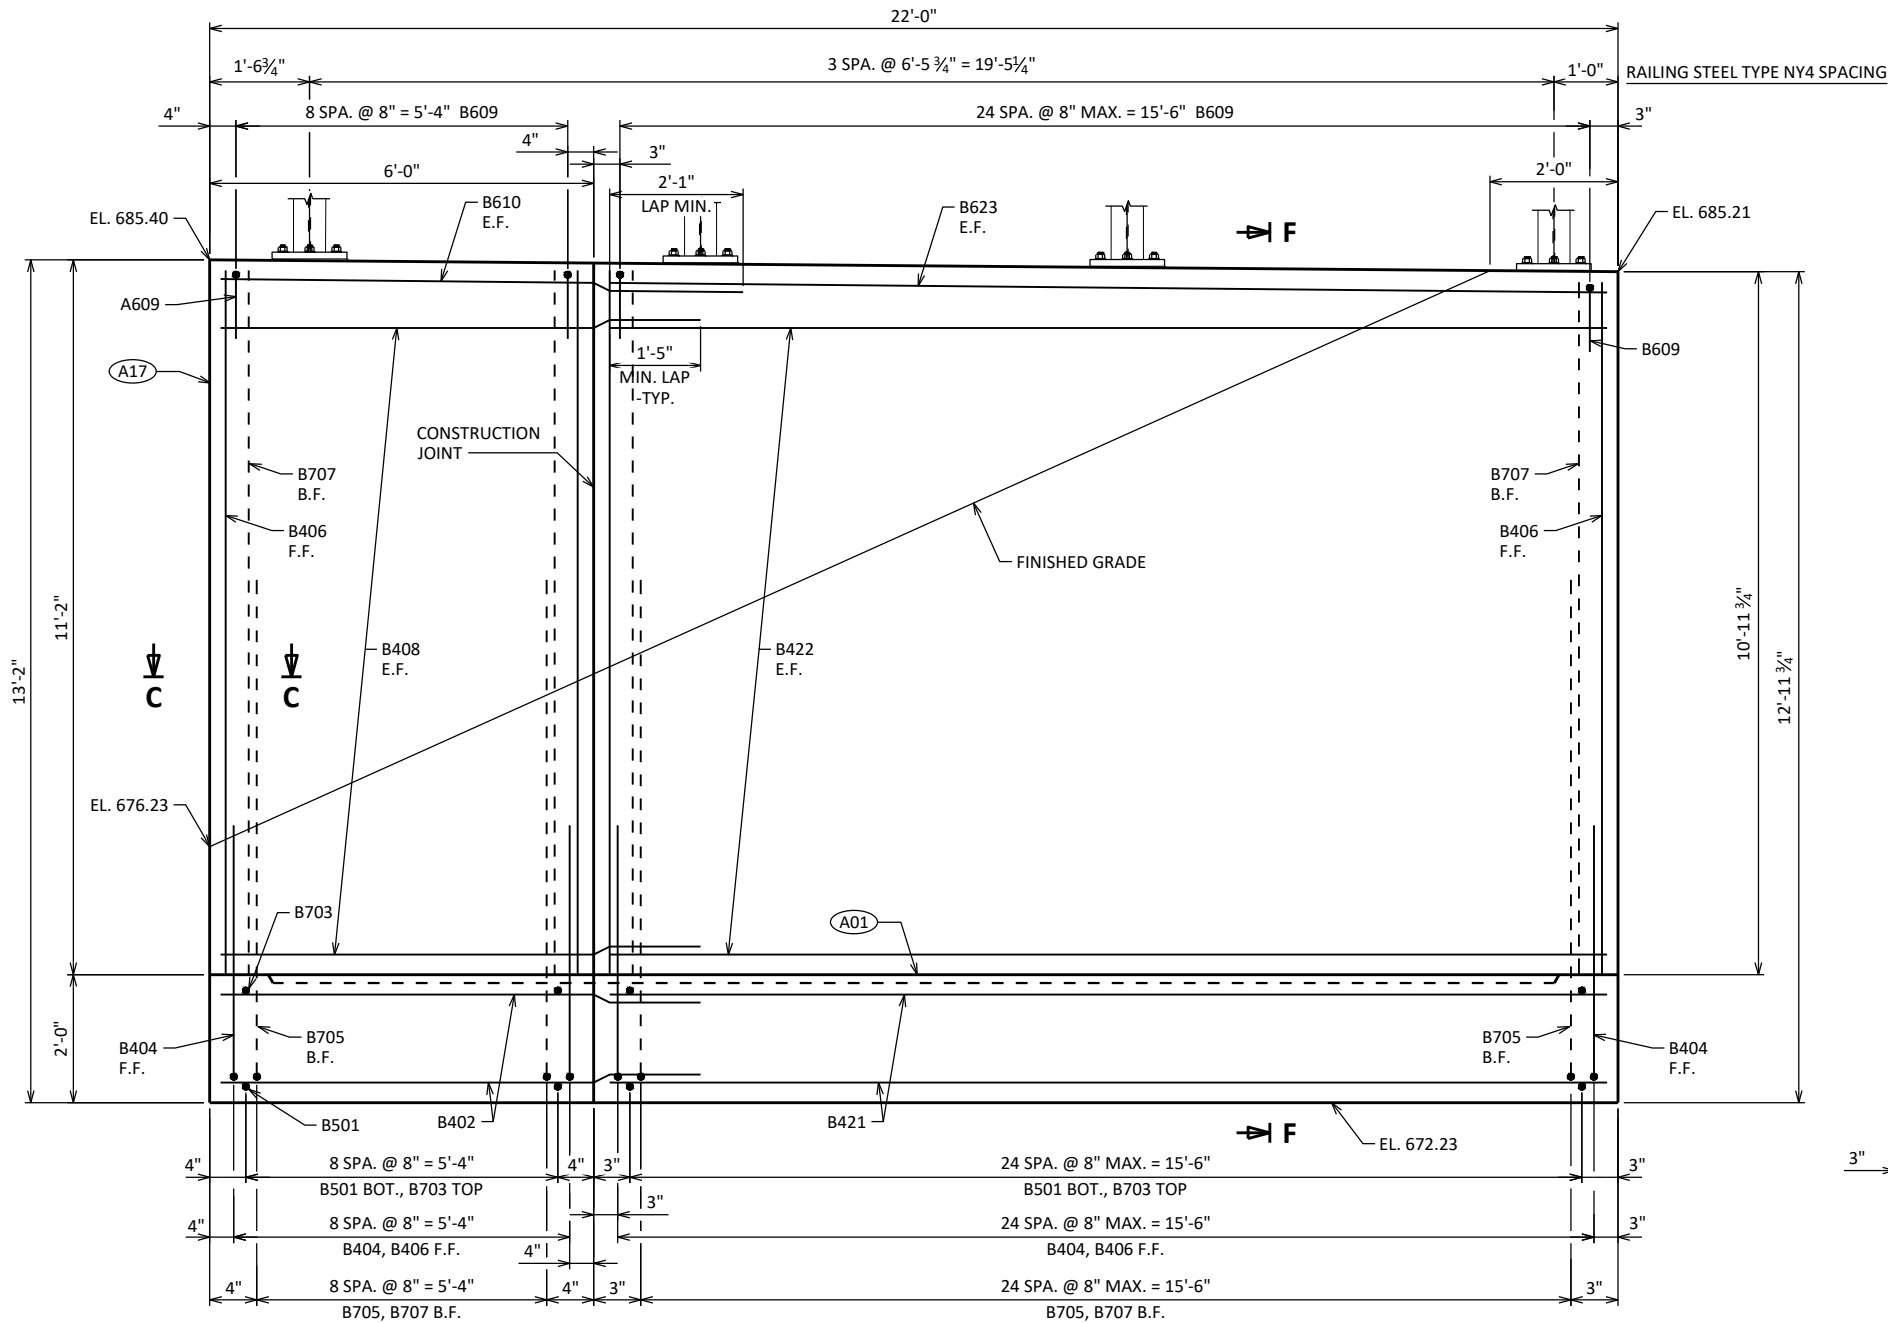 22'-0"
1'-6¾"
3 SPA. @ 6'-5 ¾" = 19'-5¼"
1'-0"
RAILING STEEL TYPE NY4 SPACING
4"
8 SPA. @ 8" = 5'-4" B609
24 SPA. @ 8" MAX. = 15'-6" B609
3"
4"
3"
6'-0"
2'-1"
LAP MIN.
2'-0"
EL. 685.40
B610
E.F.
B623
E.F.
F
EL. 685.21
A609
A17
1'-5"
MIN. LAP
-TYP.
B609
CONSTRUCTION
JOINT
B707
B.F.
B707
B.F.
B406
F.F.
B406
F.F.
FINISHED GRADE
11'-2"
13'-2"
10'-11 ¾"
12'-11 ¾"
C
C
B408
E.F.
B422
E.F.
EL. 676.23
B703
A01
2'-0"
B404
F.F.
B705
B.F.
B705
B.F.
B404
F.F.
B501
B402
B421
F
EL. 672.23
4"
8 SPA. @ 8" = 5'-4"
B501 BOT., B703 TOP
4"
3"
24 SPA. @ 8" MAX. = 15'-6"
B501 BOT., B703 TOP
3"
3"
4"
8 SPA. @ 8" = 5'-4"
B404, B406 F.F.
4"
3"
24 SPA. @ 8" MAX. = 15'-6"
B404, B406 F.F.
3"
4"
8 SPA. @ 8" = 5'-4"
B705, B707 B.F.
4"
3"
24 SPA. @ 8" MAX. = 15'-6"
B705, B707 B.F.
3"